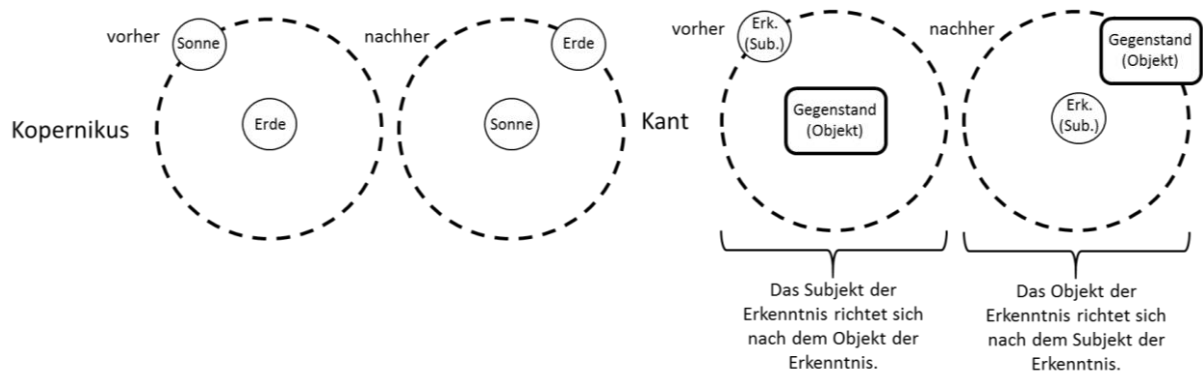 Kopernikus
vorher
Sonne
Erde
nachher
Erde
Sonne
Kant
vorher
Erk.
(Sub.)
Gegenstand
(Objekt)
Das Subjekt der
Erkenntnis richtet sich
nach dem Objekt der
Erkenntnis.
nachher
Gegenstand
(Objekt)
Erk.
(Sub.)
Das Objekt der
Erkenntnis richtet sich
nach dem Subjekt der
Erkenntnis.